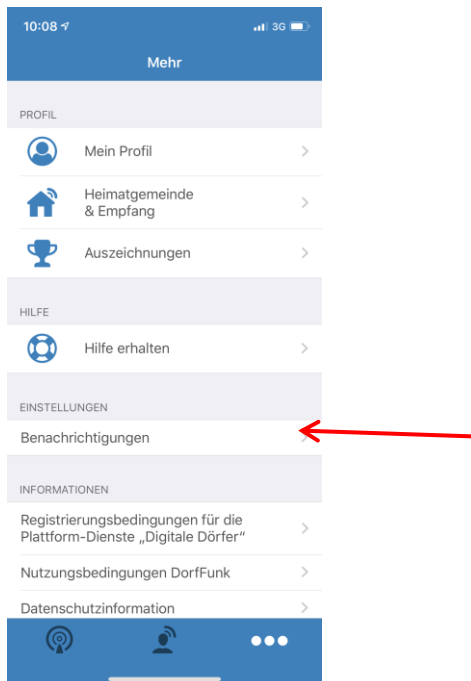 10:08
3G
Mehr
PROFIL
Mein Profil
Heimatgemeinde
& Empfang
Auszeichnungen
HILFE
Hilfe erhalten
EINSTELLUNGEN
Benachrichtigungen
INFORMATIONEN
Registrierungsbedingungen für die
Plattform-Dienste „Digitale Dörfer“
Nutzungsbedingungen DorfFunk
Datenschutzinformation